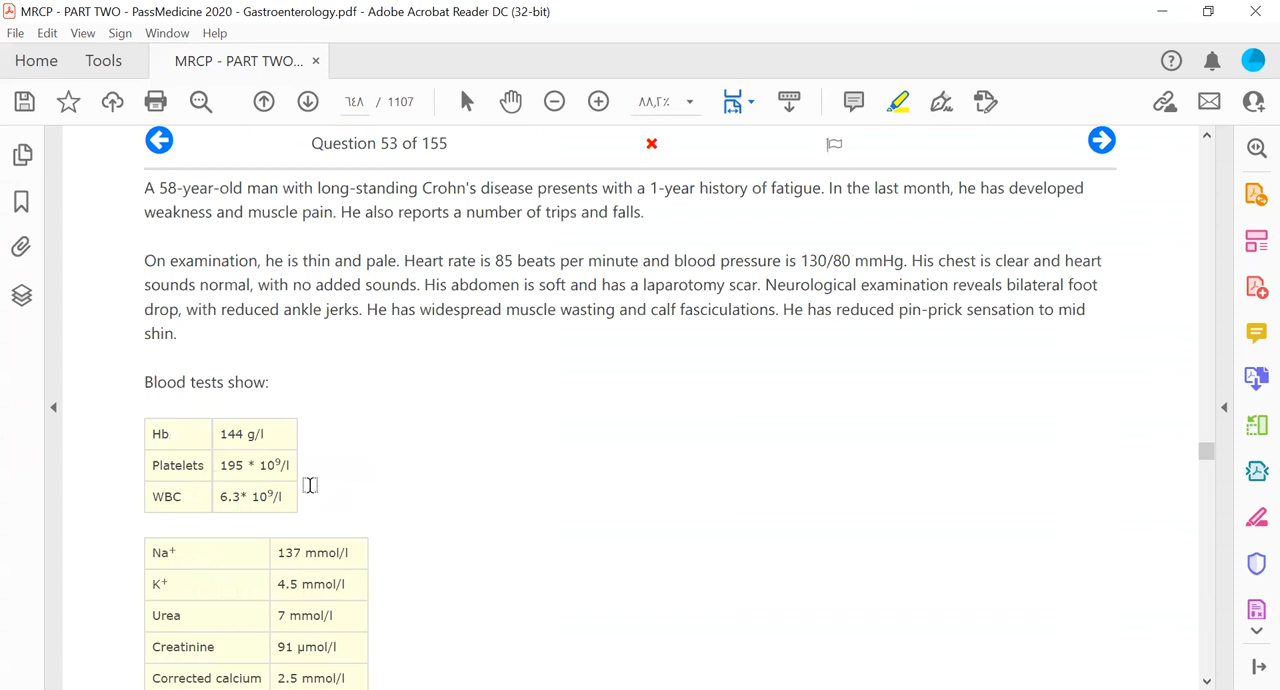 MRCP - PART TWO - PassMedicine 2020 - Gastroenterology.pdf - Adobe Acrobat Reader DC (32-bit)
File Edit View Sign Window Help
Home Tools MRCP - PART TWO... ×
٦٤٨ / 1107 ٨٨,٢٪
Question 53 of 155
A 58-year-old man with long-standing Crohn's disease presents with a 1-year history of fatigue. In the last month, he has developed
weakness and muscle pain. He also reports a number of trips and falls.
On examination, he is thin and pale. Heart rate is 85 beats per minute and blood pressure is 130/80 mmHg. His chest is clear and heart
sounds normal, with no added sounds. His abdomen is soft and has a laparotomy scar. Neurological examination reveals bilateral foot
drop, with reduced ankle jerks. He has widespread muscle wasting and calf fasciculations. He has reduced pin-prick sensation to mid
shin.
Blood tests show:
Hb 144 g/l
Platelets 195 * 10⁹/l
WBC 6.3* 10⁹/l
Na⁺ 137 mmol/l
K⁺ 4.5 mmol/l
Urea 7 mmol/l
Creatinine 91 µmol/l
Corrected calcium 2.5 mmol/l